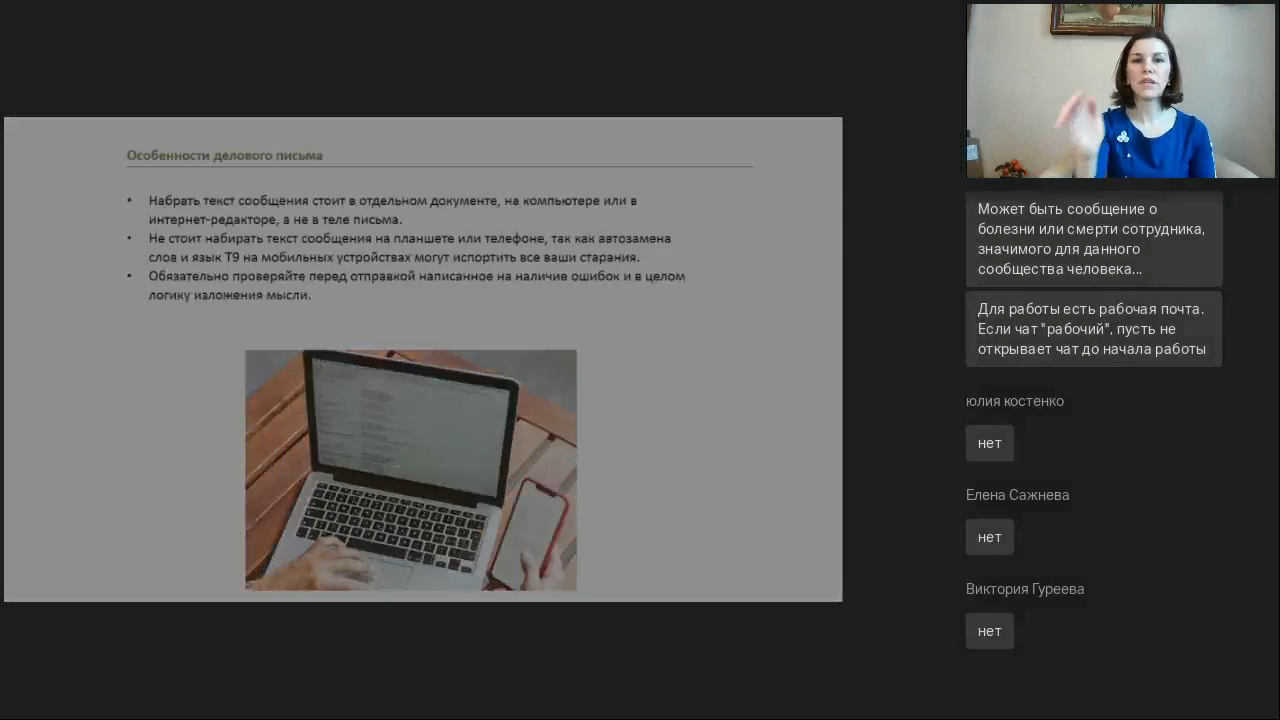 Особенности делового письма
• Набрать текст сообщения стоит в отдельном документе, на компьютере или в
интернет-редакторе, а не в теле письма.
• Не стоит набирать текст сообщения на планшете или телефоне, так как автозамена
слов и язык Т9 на мобильных устройствах могут испортить все ваши старания.
• Обязательно проверяйте перед отправкой написанное на наличие ошибок и в целом
логику изложения мысли.
Может быть сообщение о
болезни или смерти сотрудника,
значимого для данного
сообщества человека...
Для работы есть рабочая почта.
Если чат "рабочий", пусть не
открывает чат до начала работы
юлия костенко
нет
Елена Сажнева
нет
Виктория Гуреева
нет